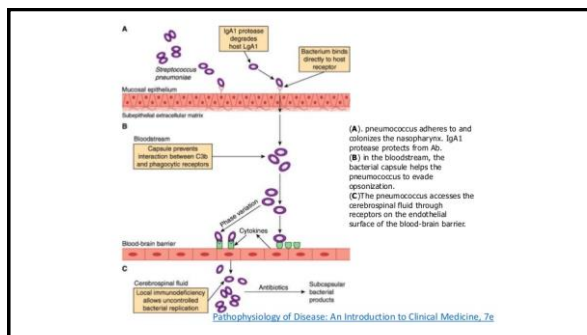 A
IgA1 protease
degrades
host LgA1
Streptococcus
pneumoniae
Bacterium binds
directly to host
receptor
Mucosal epithelium
Subepithelial extracellular matrix
B
Bloodstream
Capsule prevents
interaction between C3b
and phagocytic receptors
(A). pneumococcus adheres to and
colonizes the nasopharynx. IgA1
protease protects from Ab.
(B) in the bloodstream, the
bacterial capsule helps the
pneumococcus to evade
opsonization.
(C)The pneumococcus accesses the
cerebrospinal fluid through
receptors on the endothelial
surface of the blood-brain barrier.
Phase variation
Cytokines
Blood-brain barrier
C
Cerebrospinal fluid
Local immunodeficiency
allows uncontrolled
bacterial replication
Antibiotics
Subcapsular
bacterial
products
Pathophysiology of Disease: An Introduction to Clinical Medicine, 7e